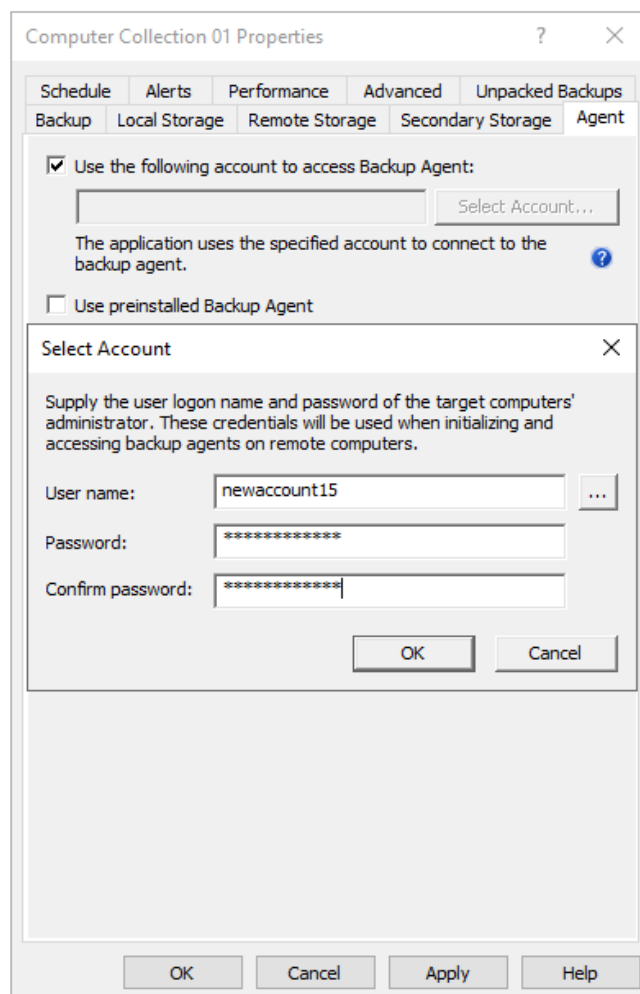 Computer Collection 01 Properties ? ×
Schedule Alerts Performance Advanced Unpacked Backups
Backup Local Storage Remote Storage Secondary Storage Agent
Use the following account to access Backup Agent:
Select Account...
The application uses the specified account to connect to the
backup agent.
?
Use preinstalled Backup Agent
Select Account ×
Supply the user logon name and password of the target computers'
administrator. These credentials will be used when initializing and
accessing backup agents on remote computers.
User name: newaccount15 ...
Password: ************
Confirm password: ************
OK Cancel
OK Cancel Apply Help